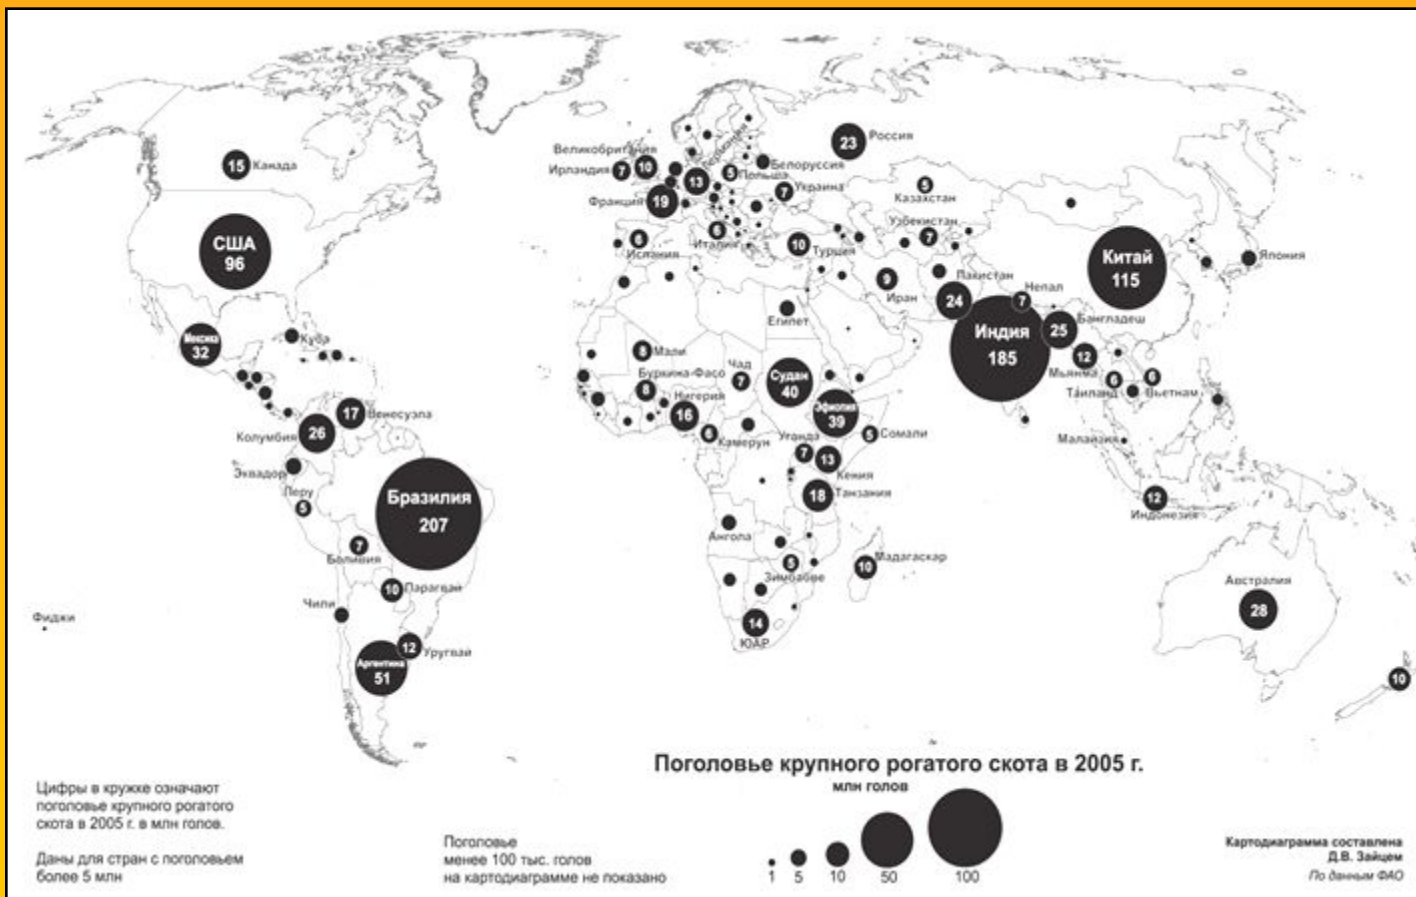 Великобритания
Германия
23
Россия
15
Канада
Ирландия
7
10
13
5
Белоруссия
Польша
7
Украина
5
Казахстан
Франция
19
Узбекистан
7
США
96
6
Испания
6
Италия
10
Турция
Китай
115
Япония
9
Иран
Пакистан
24
Непал
7
Индия
185
25
Бангладеш
Мексика
32
Куба
Египет
8
Мали
Чад
7
Судан
40
12
Мьянма
6
Таиланд
6
Вьетнам
Буркина-Фасо
8
Нигерия
16
Эфиопия
39
17
Венесуэла
26
Колумбия
6
Камерун
5
Сомали
Уганда
7
13
Кения
Малайзия
Эквадор
Перу
5
Бразилия
207
18
Танзания
12
Индонезия
Ангола
7
Боливия
5
Зимбабве
10
Мадагаскар
10
Парагвай
Чили
Австралия
28
Фиджи
14
ЮАР
12
Уругвай
Аргентина
51
10
Поголовье крупного рогатого скота в 2005 г.
млн голов
Цифры в кружке означают
поголовье крупного рогатого
скота в 2005 г. в млн голов.
Даны для стран с поголовьем
более 5 млн
Поголовье
менее 100 тыс. голов
на картодиаграмме не показано
1 5 10 50 100
Картодиаграмма составлена
Д.В. Зайцем
По данным ФАО